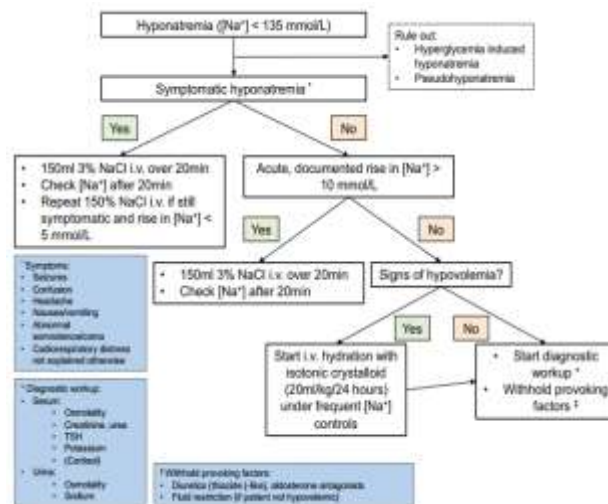 Hyponatremia ([Na⁺] < 135 mmol/L)
Rule out:
• Hyperglycemia induced
hyponatremia
• Pseudohyponatremia
Symptomatic hyponatremia *
Yes
No
• 150ml 3% NaCl i.v. over 20min
• Check [Na⁺] after 20min
• Repeat 150% NaCl i.v. if still
symptomatic and rise in [Na⁺] <
5 mmol/L
Acute, documented rise in [Na⁺] >
10 mmol/L
Yes
No
• 150ml 3% NaCl i.v. over 20min
• Check [Na⁺] after 20min
Signs of hypovolemia?
Yes
No
Start i.v. hydration with
isotonic crystalloid
(20ml/kg/24 hours)
under frequent [Na⁺]
controls
• Start diagnostic
workup
• Withhold provoking
factors ‡
Symptoms:
• Seizures
• Confusion
• Headache
• Nausea/vomiting
• Abnormal
somnolence/coma
• Cardiorespiratory distress
not explained otherwise
Diagnostic workup:
• Serum:
• Osmolality
• Creatinine, urea
• TSH
• Potassium
• (Cortisol)
• Urine:
• Osmolality
• Sodium
Withhold provoking factors:
• Diuretics (thiazide (-like), aldosterone antagonists
• Fluid restriction (if patient not hypovolemic)